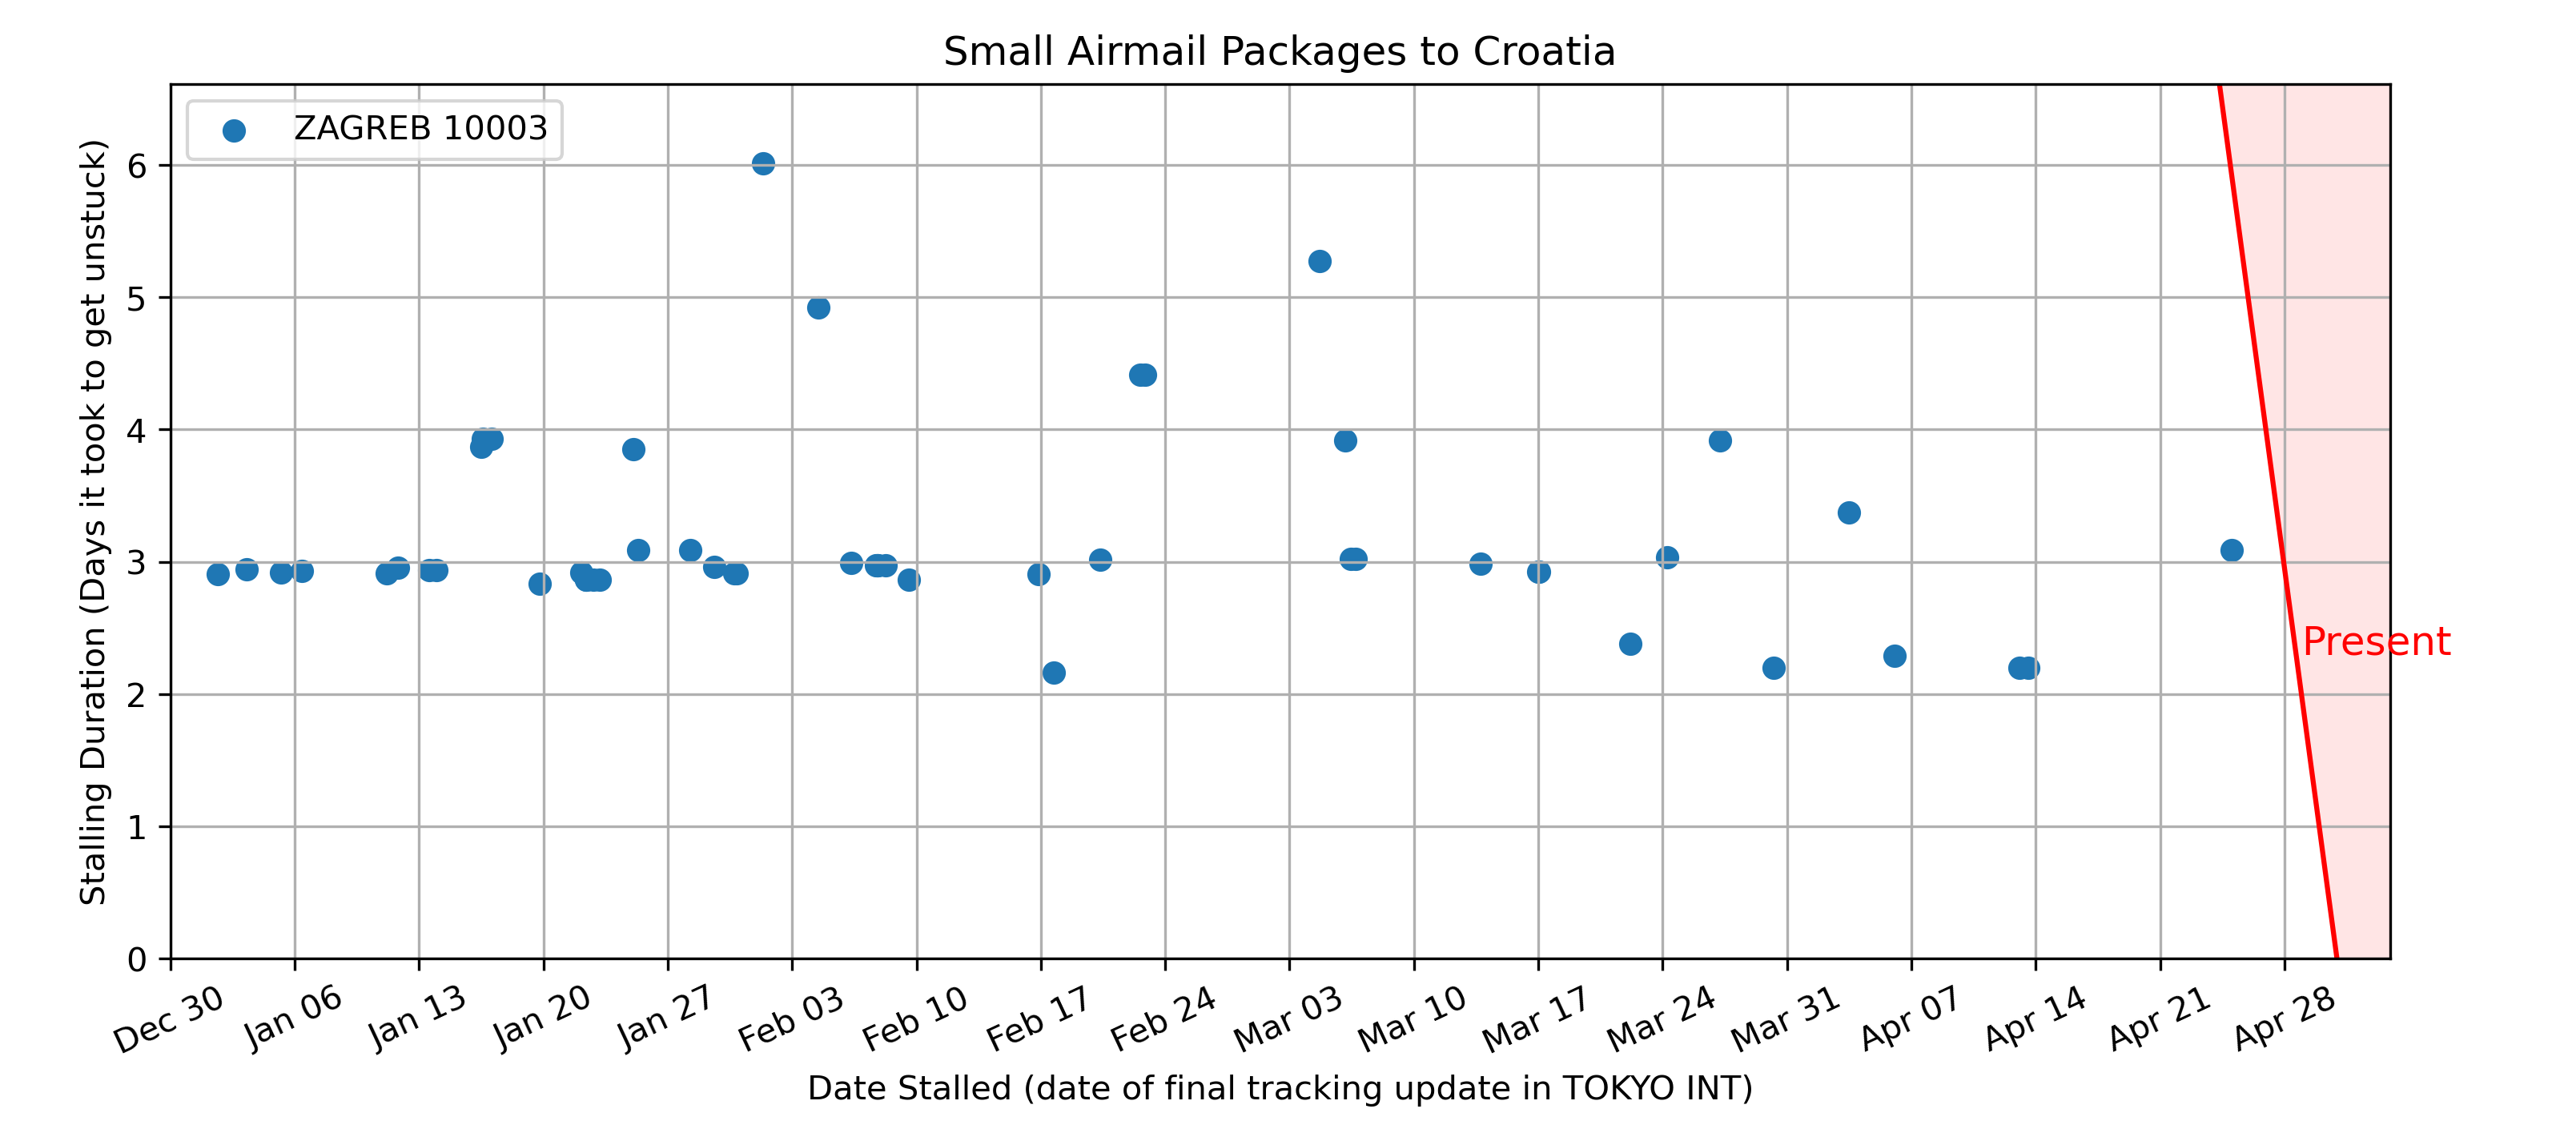 Small Airmail Packages to Croatia
ZAGREB 10003
Stalling Duration (Days it took to get unstuck)
6
5
4
3
2
1
0
Present
Dec 30
Jan 06
Jan 13
Jan 20
Jan 27
Feb 03
Feb 10
Feb 17
Feb 24
Mar 03
Mar 10
Mar 17
Mar 24
Mar 31
Apr 07
Apr 14
Apr 21
Apr 28
Date Stalled (date of final tracking update in TOKYO INT)